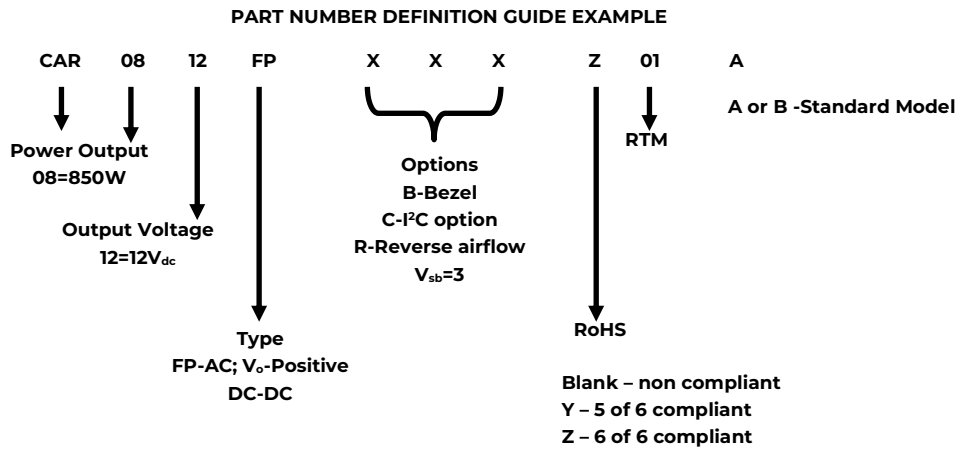 PART NUMBER DEFINITION GUIDE EXAMPLE
CAR 08 12 FP X X X Z 01 A
A or B -Standard Model
Power Output
08=850W
RTM
Options
B-Bezel
C-I²C option
R-Reverse airflow
Vsb=3
Output Voltage
12=12Vdc
Type
FP-AC; Vo-Positive
DC-DC
RoHS
Blank – non compliant
Y – 5 of 6 compliant
Z – 6 of 6 compliant